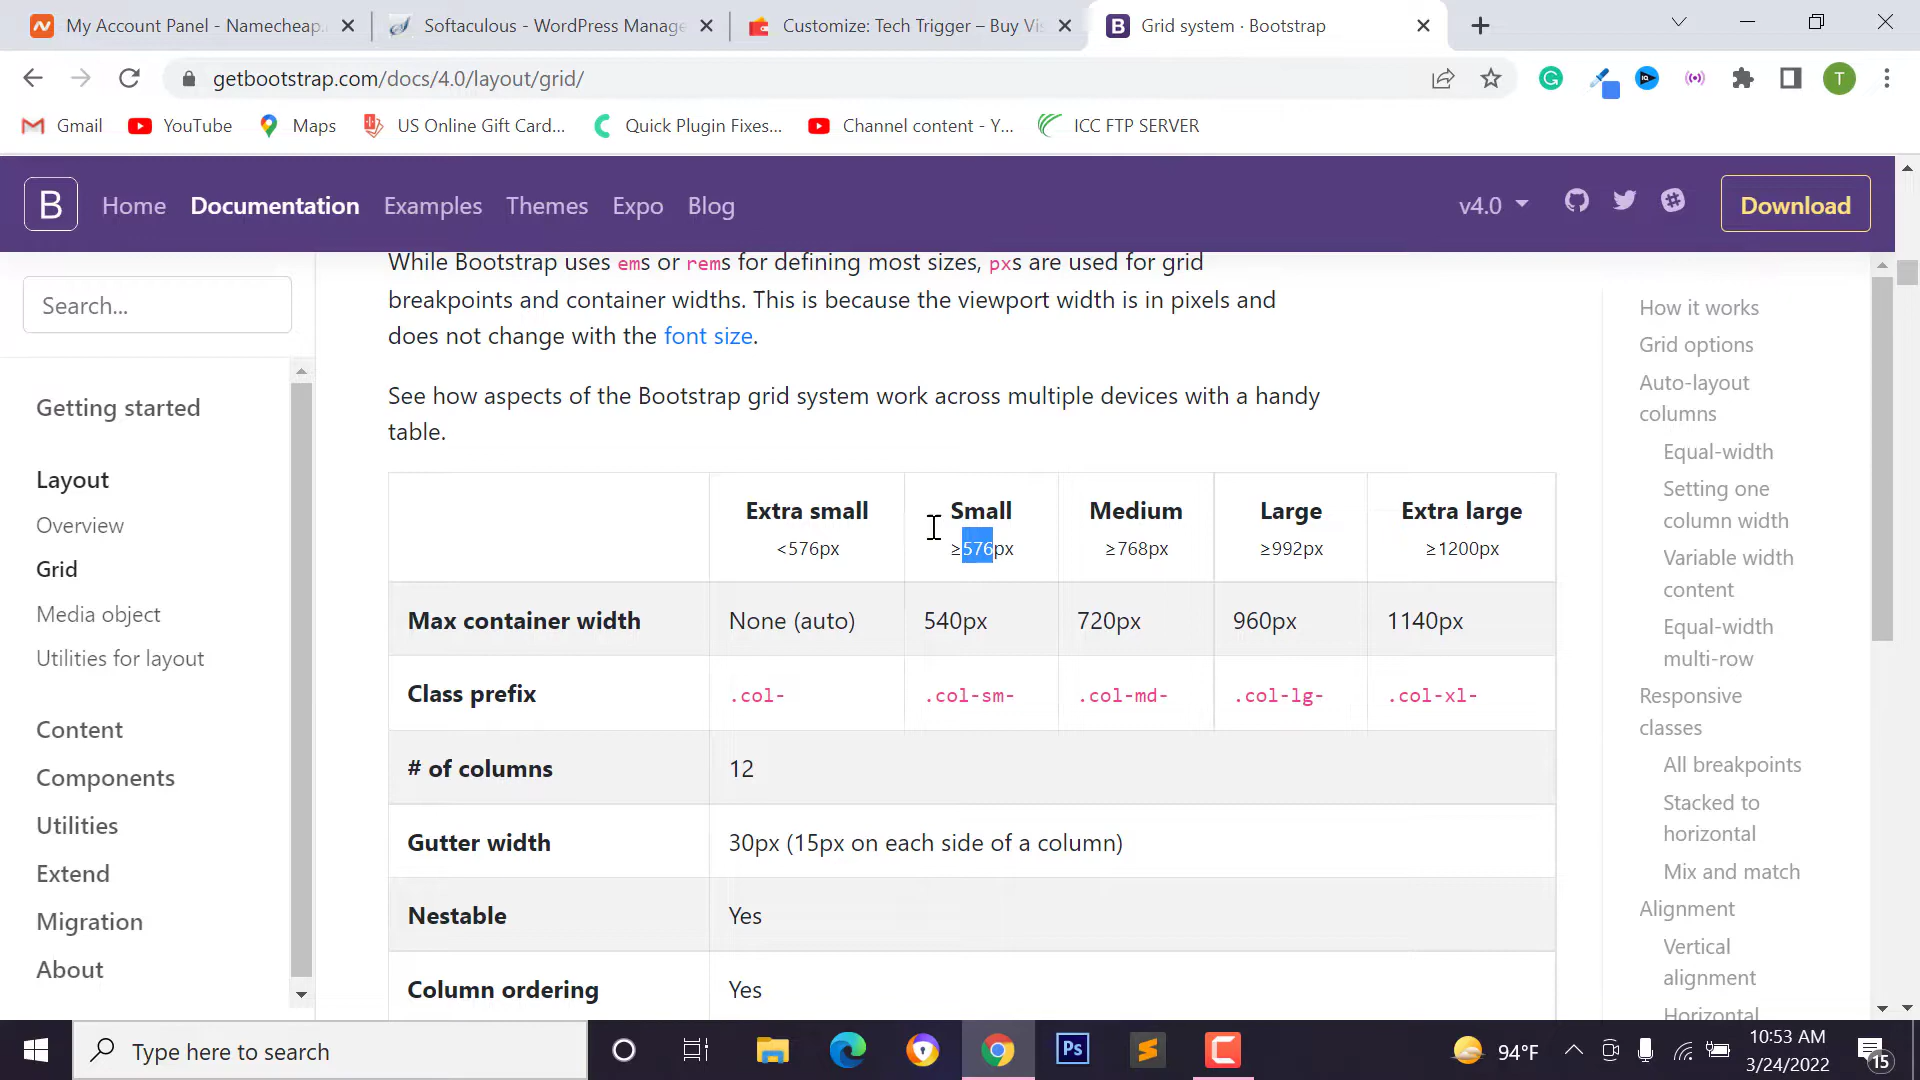 My Account Panel - Namecheap.
Softaculous - WordPress Manage
Customize: Tech Trigger – Buy Vi
B
Grid system · Bootstrap
getbootstrap.com/docs/4.0/layout/grid/
T
Gmail
YouTube
Maps
US Online Gift Card...
Quick Plugin Fixes...
Channel content - Y...
ICC FTP SERVER
B
Home
Documentation
Examples
Themes
Expo
Blog
v4.0
Download
Search...
Getting started
Layout
Overview
Grid
Media object
Utilities for layout
Content
Components
Utilities
Extend
Migration
About
While Bootstrap uses ems or rems for defining most sizes, pxs are used for grid
breakpoints and container widths. This is because the viewport width is in pixels and
does not change with the font size.
See how aspects of the Bootstrap grid system work across multiple devices with a handy
table.
Extra small Small Medium Large Extra large
<576px ≥576px ≥768px ≥992px ≥1200px
Max container width None (auto) 540px 720px 960px 1140px
Class prefix .col- .col-sm- .col-md- .col-lg- .col-xl-
# of columns 12
Gutter width 30px (15px on each side of a column)
Nestable Yes
Column ordering Yes
How it works
Grid options
Auto-layout
columns
Equal-width
Setting one
column width
Variable width
content
Equal-width
multi-row
Responsive
classes
All breakpoints
Stacked to
horizontal
Mix and match
Alignment
Vertical
alignment
Horizontal
Type here to search
Ps
94°F
10:53 AM
3/24/2022
15